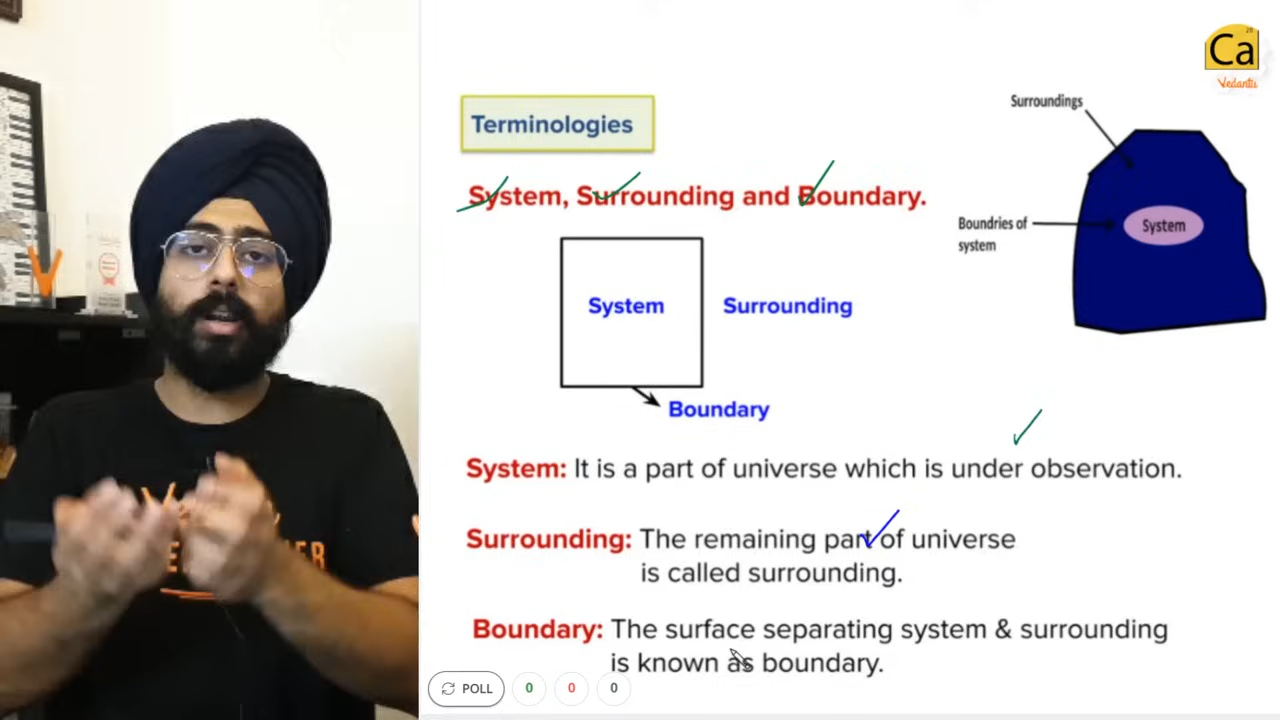 20
Ca
Vedantu
Terminologies
Surroundings
System, Surrounding and Boundary.
Boundries of
system
System
System
Surrounding
Boundary
System: It is a part of universe which is under observation.
Surrounding: The remaining part of universe
is called surrounding.
Boundary: The surface separating system & surrounding
is known as boundary.
POLL
0
0
0